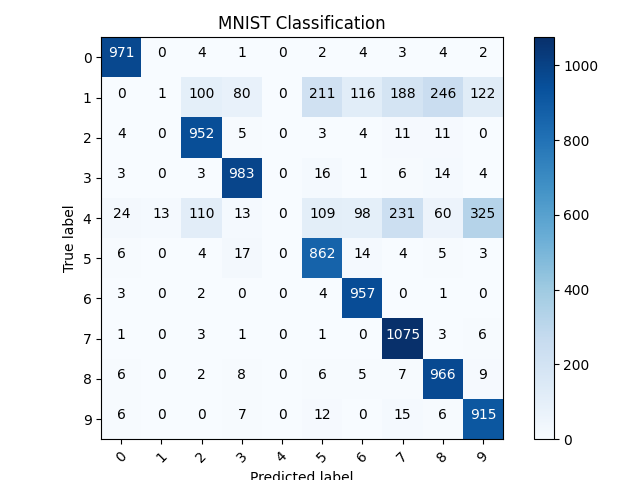 MNIST Classification
0 971 0 4 1 0 2 4 3 4 2
1 0 1 100 80 0 211 116 188 246 122
2 4 0 952 5 0 3 4 11 11 0
3 3 0 3 983 0 16 1 6 14 4
4 24 13 110 13 0 109 98 231 60 325
5 6 0 4 17 0 862 14 4 5 3
6 3 0 2 0 0 4 957 0 1 0
7 1 0 3 1 0 1 0 1075 3 6
8 6 0 2 8 0 6 5 7 966 9
9 6 0 0 7 0 12 0 15 6 915
0 1 2 3 4 5 6 7 8 9
True label
Predicted label
1000
800
600
400
200
0